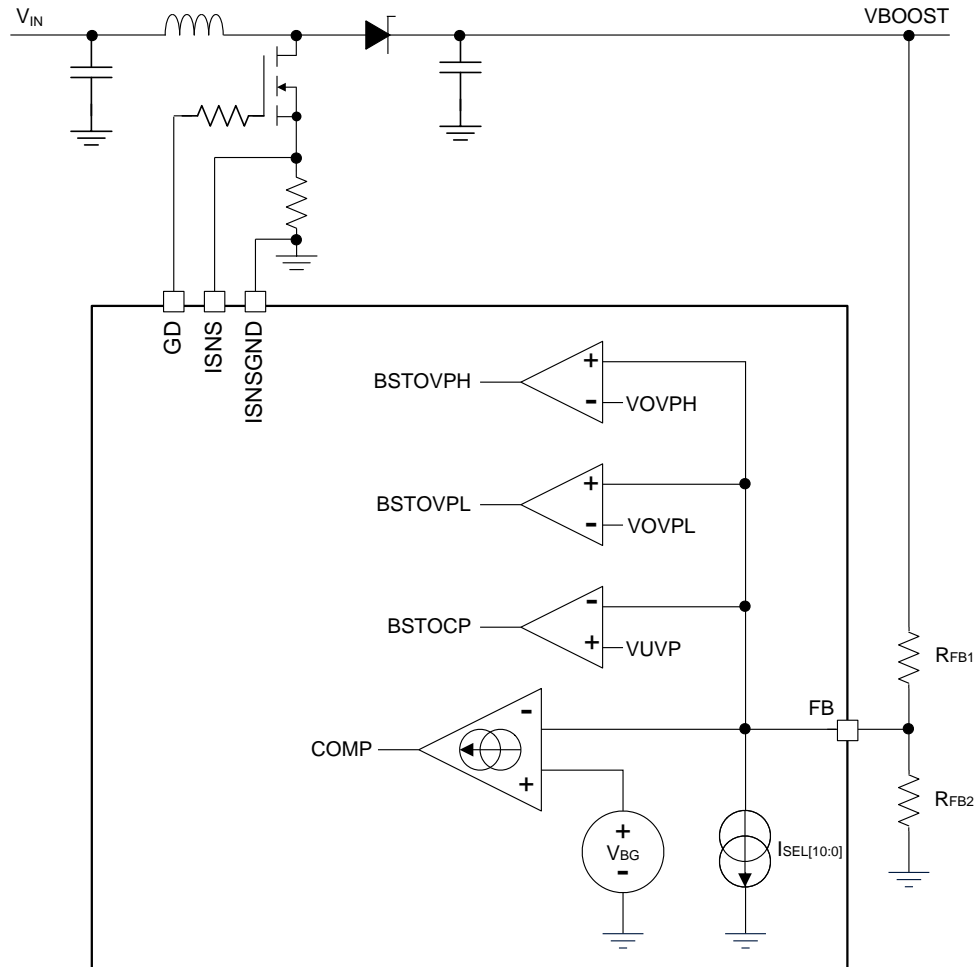 VIN
VBOOST
GD
ISNS
ISNSGND
+
BSTOVPH
-
VOVPH
+
BSTOVPL
-
VOVPL
-
BSTOCP
+
VUVP
RFB1
FB
-
COMP
+
RFB2
+
VBG
-
ISEL[10:0]